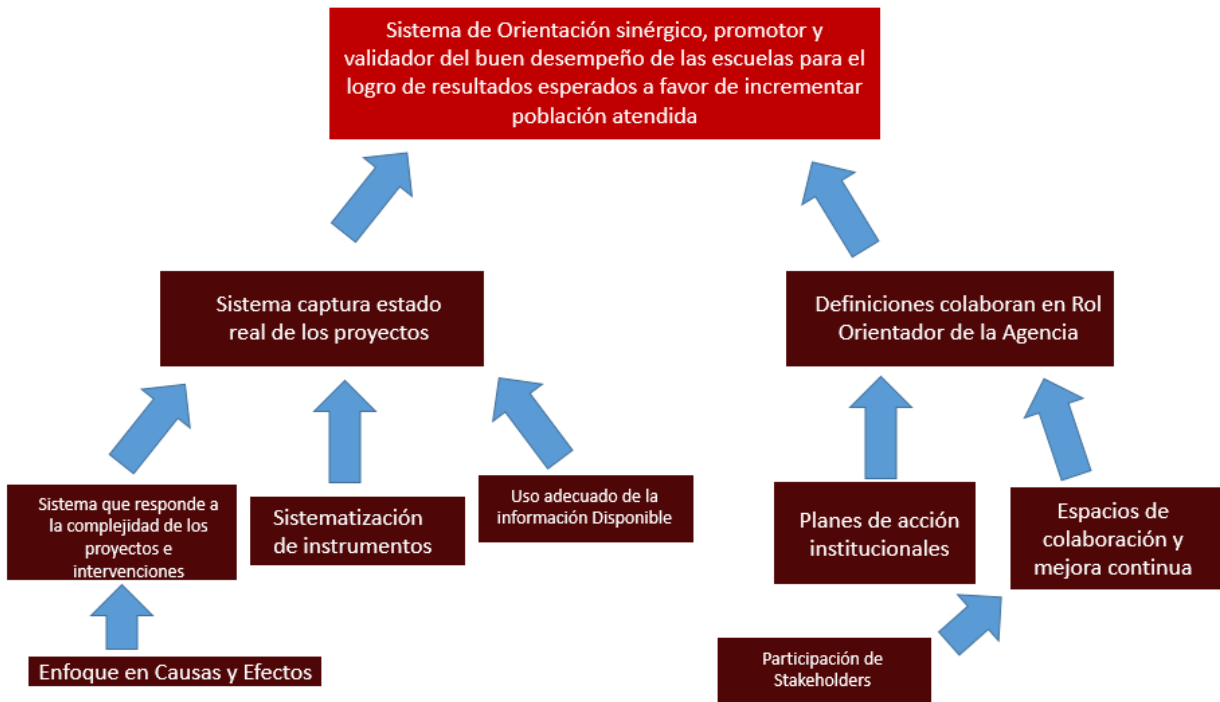 Sistema de Orientación sinérgico, promotor y
validador del buen desempeño de las escuelas para el
logro de resultados esperados a favor de incrementar
población atendida
Sistema captura estado
real de los proyectos
Definiciones colaboran en Rol
Orientador de la Agencia
Sistema que responde a
la complejidad de los
proyectos e
intervenciones
Sistematización
de instrumentos
Uso adecuado de la
información Disponible
Planes de acción
institucionales
Espacios de
colaboración y
mejora continua
Enfoque en Causas y Efectos
Participación de
Stakeholders